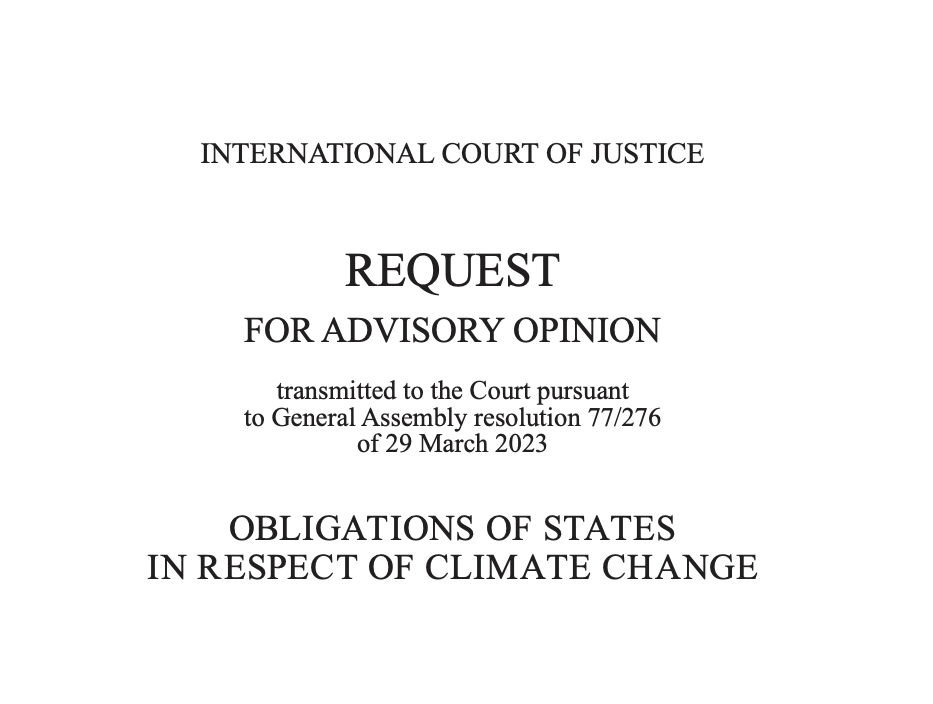 INTERNATIONAL COURT OF JUSTICE
REQUEST
FOR ADVISORY OPINION
transmitted to the Court pursuant
to General Assembly resolution 77/276
of 29 March 2023
OBLIGATIONS OF STATES
IN RESPECT OF CLIMATE CHANGE